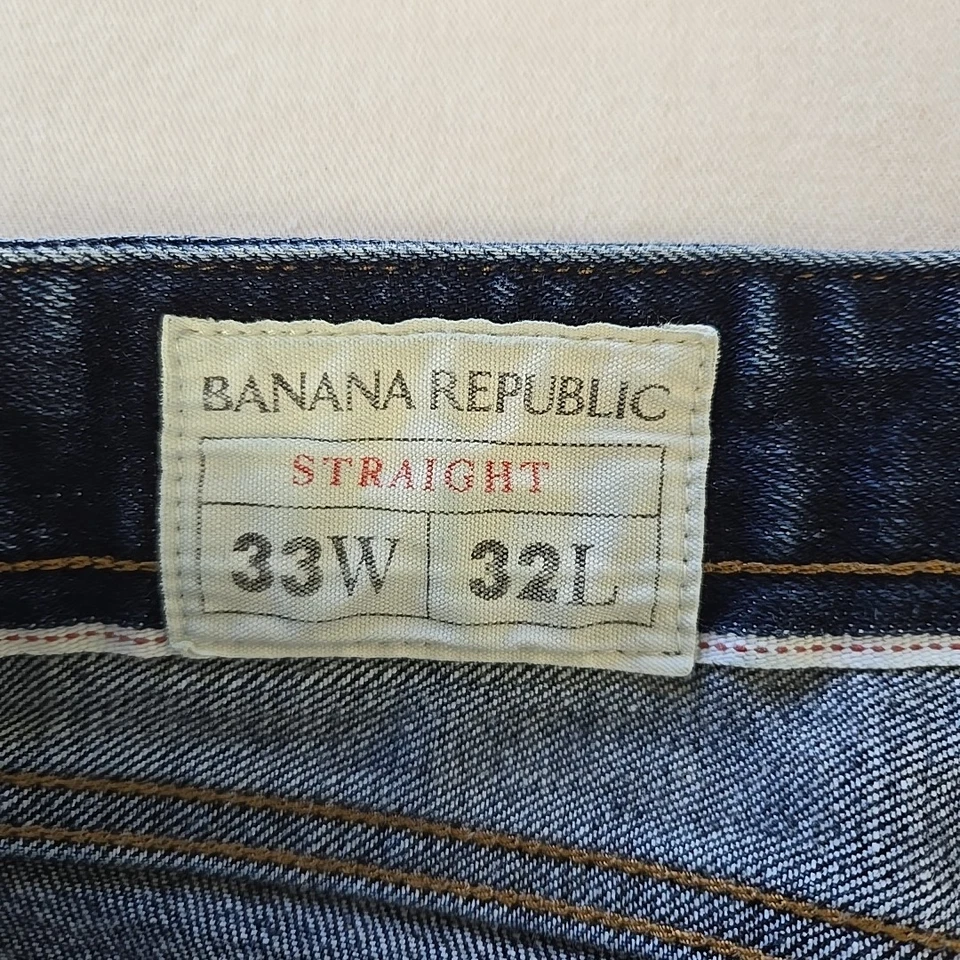 BANANA REPUBLIC
STRAIGHT
33W 32L